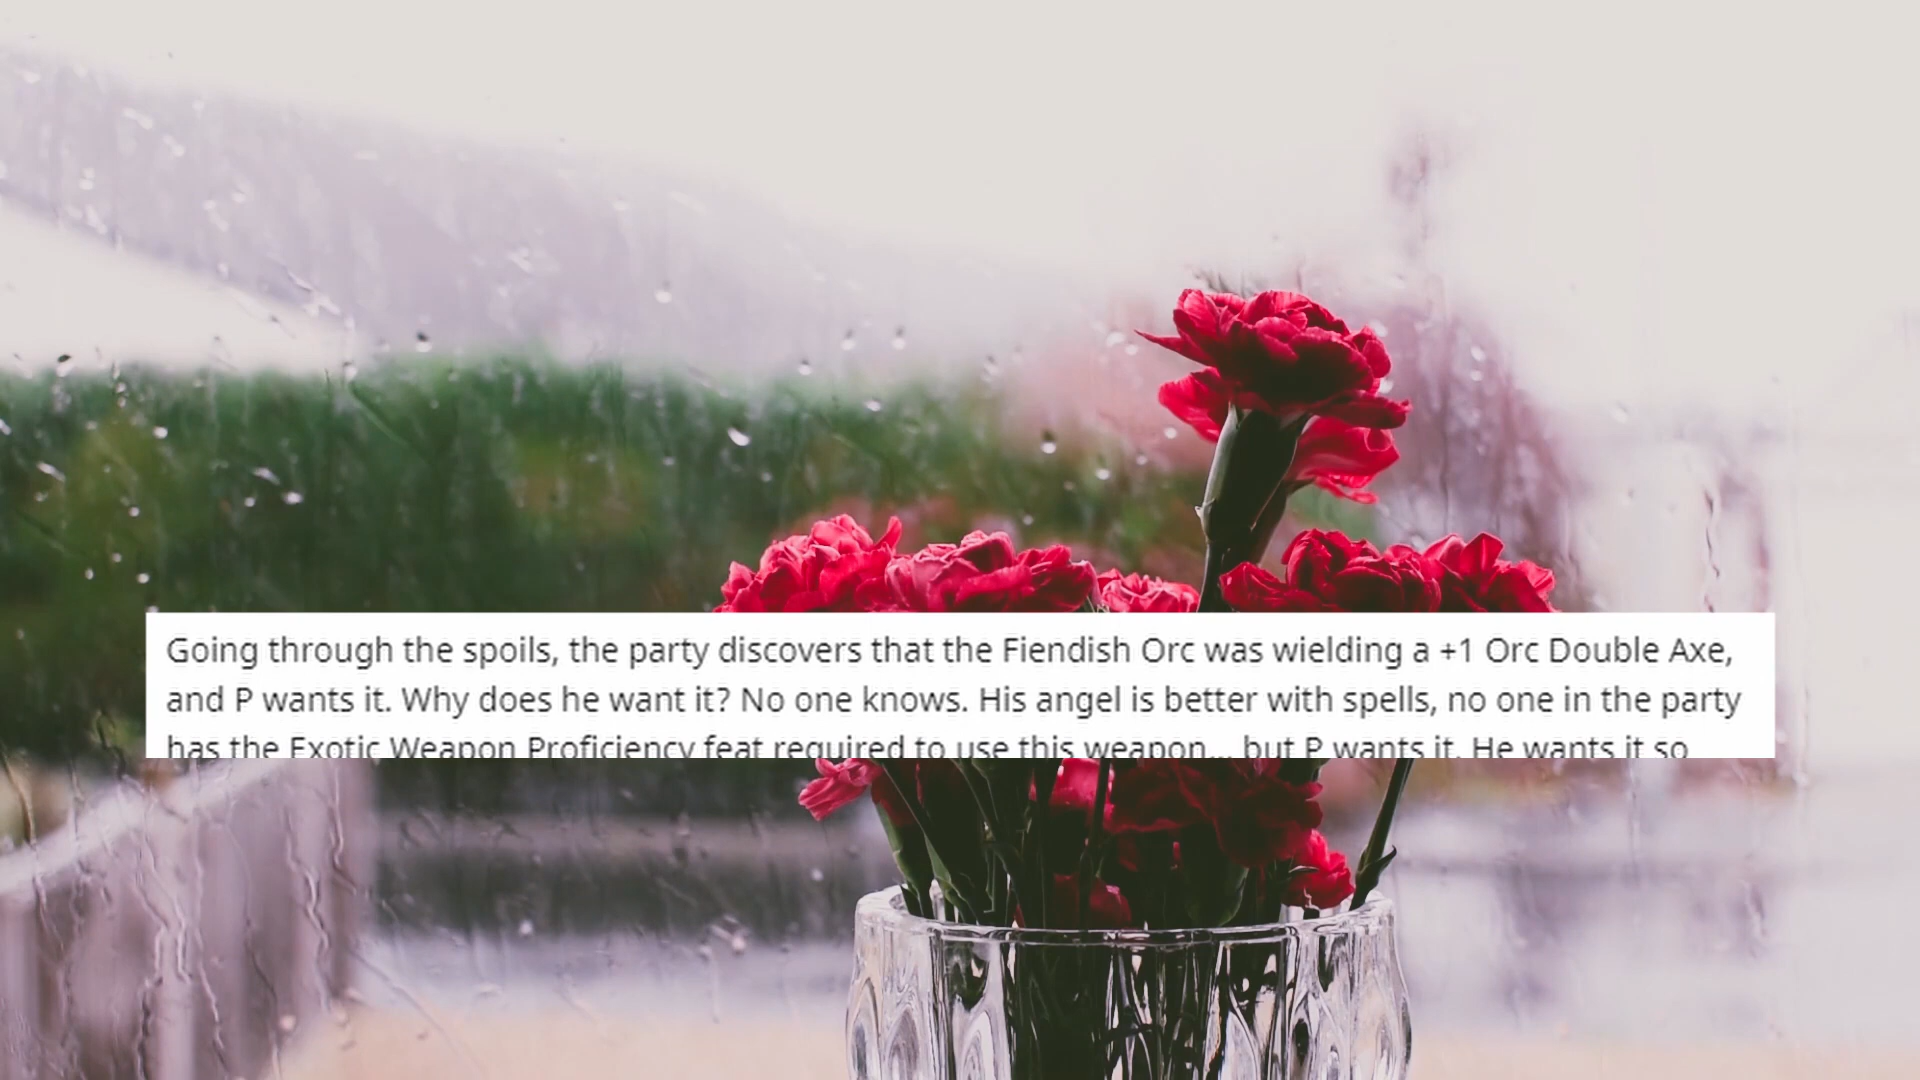 Going through the spoils, the party discovers that the Fiendish Orc was wielding a +1 Orc Double Axe,
and P wants it. Why does he want it? No one knows. His angel is better with spells, no one in the party
has the Exotic Weapon Proficiency feat required to use this weapon... but P wants it. He wants it so